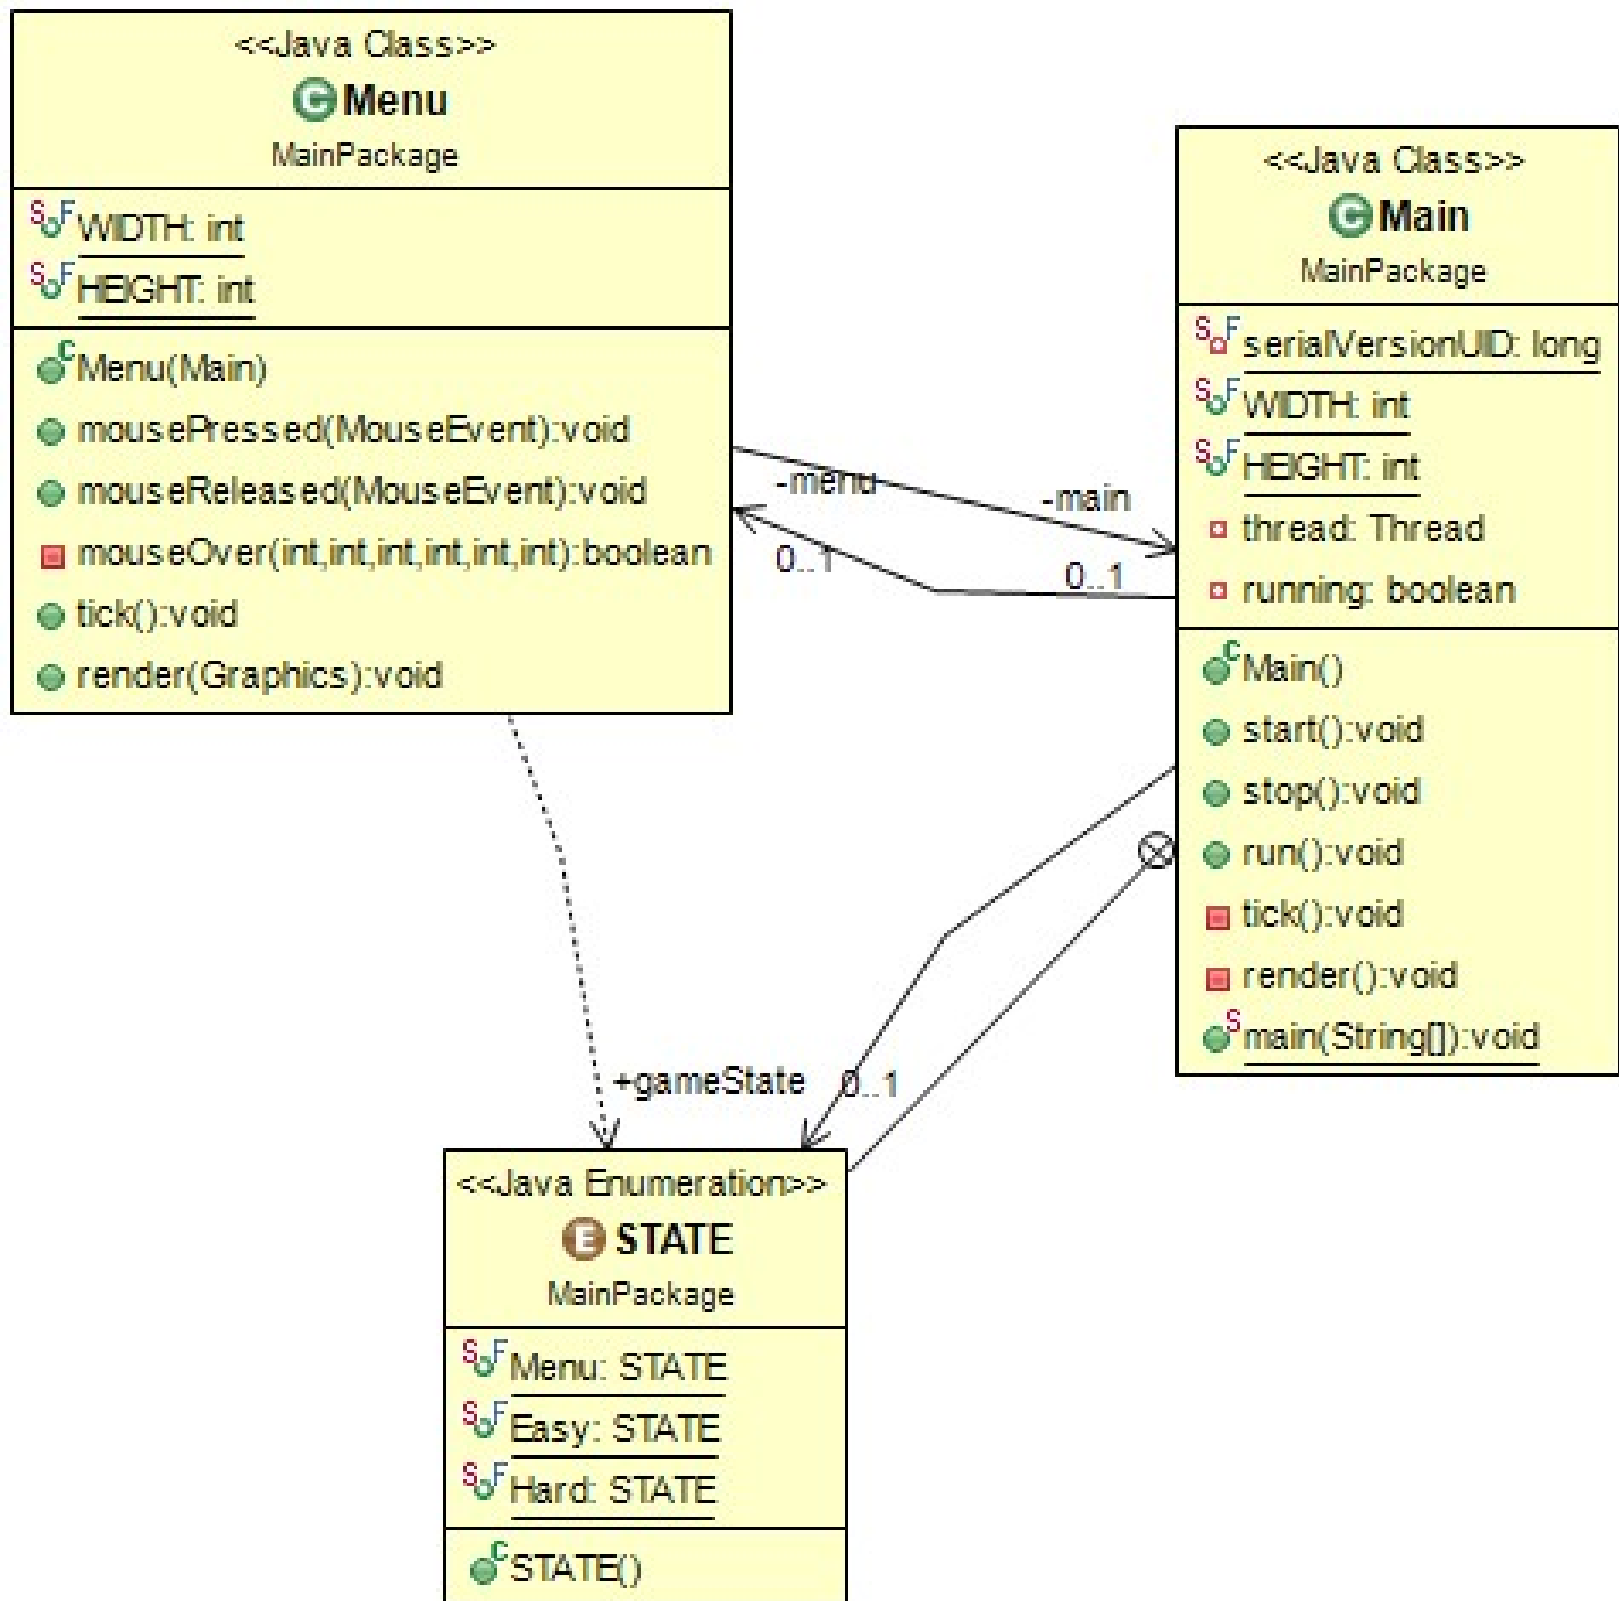 <<Java Class>>
C Menu
MainPackage
S F WIDTH: int
S F HEIGHT: int
C Menu(Main)
mousePressed(MouseEvent):void
mouseReleased(MouseEvent):void
mouseOver(int,int,int,int,int,int):boolean
tick():void
render(Graphics):void
-menu
0..1
-main
0..1
<<Java Class>>
C Main
MainPackage
S F serialVersionUID: long
S F WIDTH: int
S F HEIGHT: int
thread: Thread
running: boolean
C Main()
start():void
stop():void
run():void
tick():void
render():void
S main(String[]):void
+gameState
0..1
<<Java Enumeration>>
E STATE
MainPackage
S F Menu: STATE
S F Easy: STATE
S F Hard: STATE
C STATE()